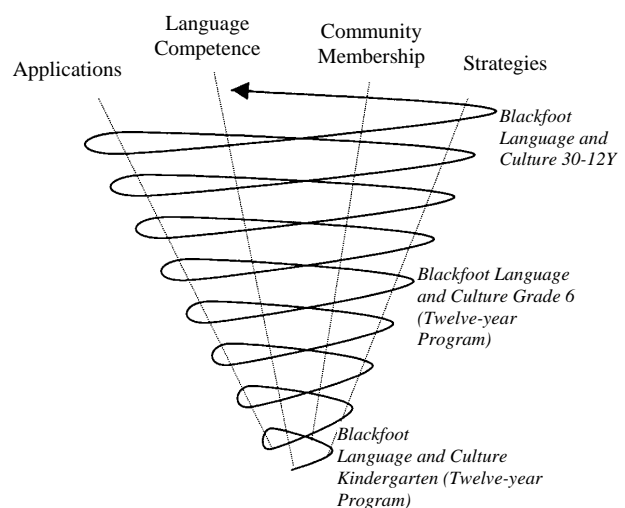 Applications
Language
Competence
Community
Membership
Strategies
Blackfoot
Language and
Culture 30-12Y
Blackfoot Language
and Culture Grade 6
(Twelve-year
Program)
Blackfoot
Language and Culture
Kindergarten (Twelve-year
Program)